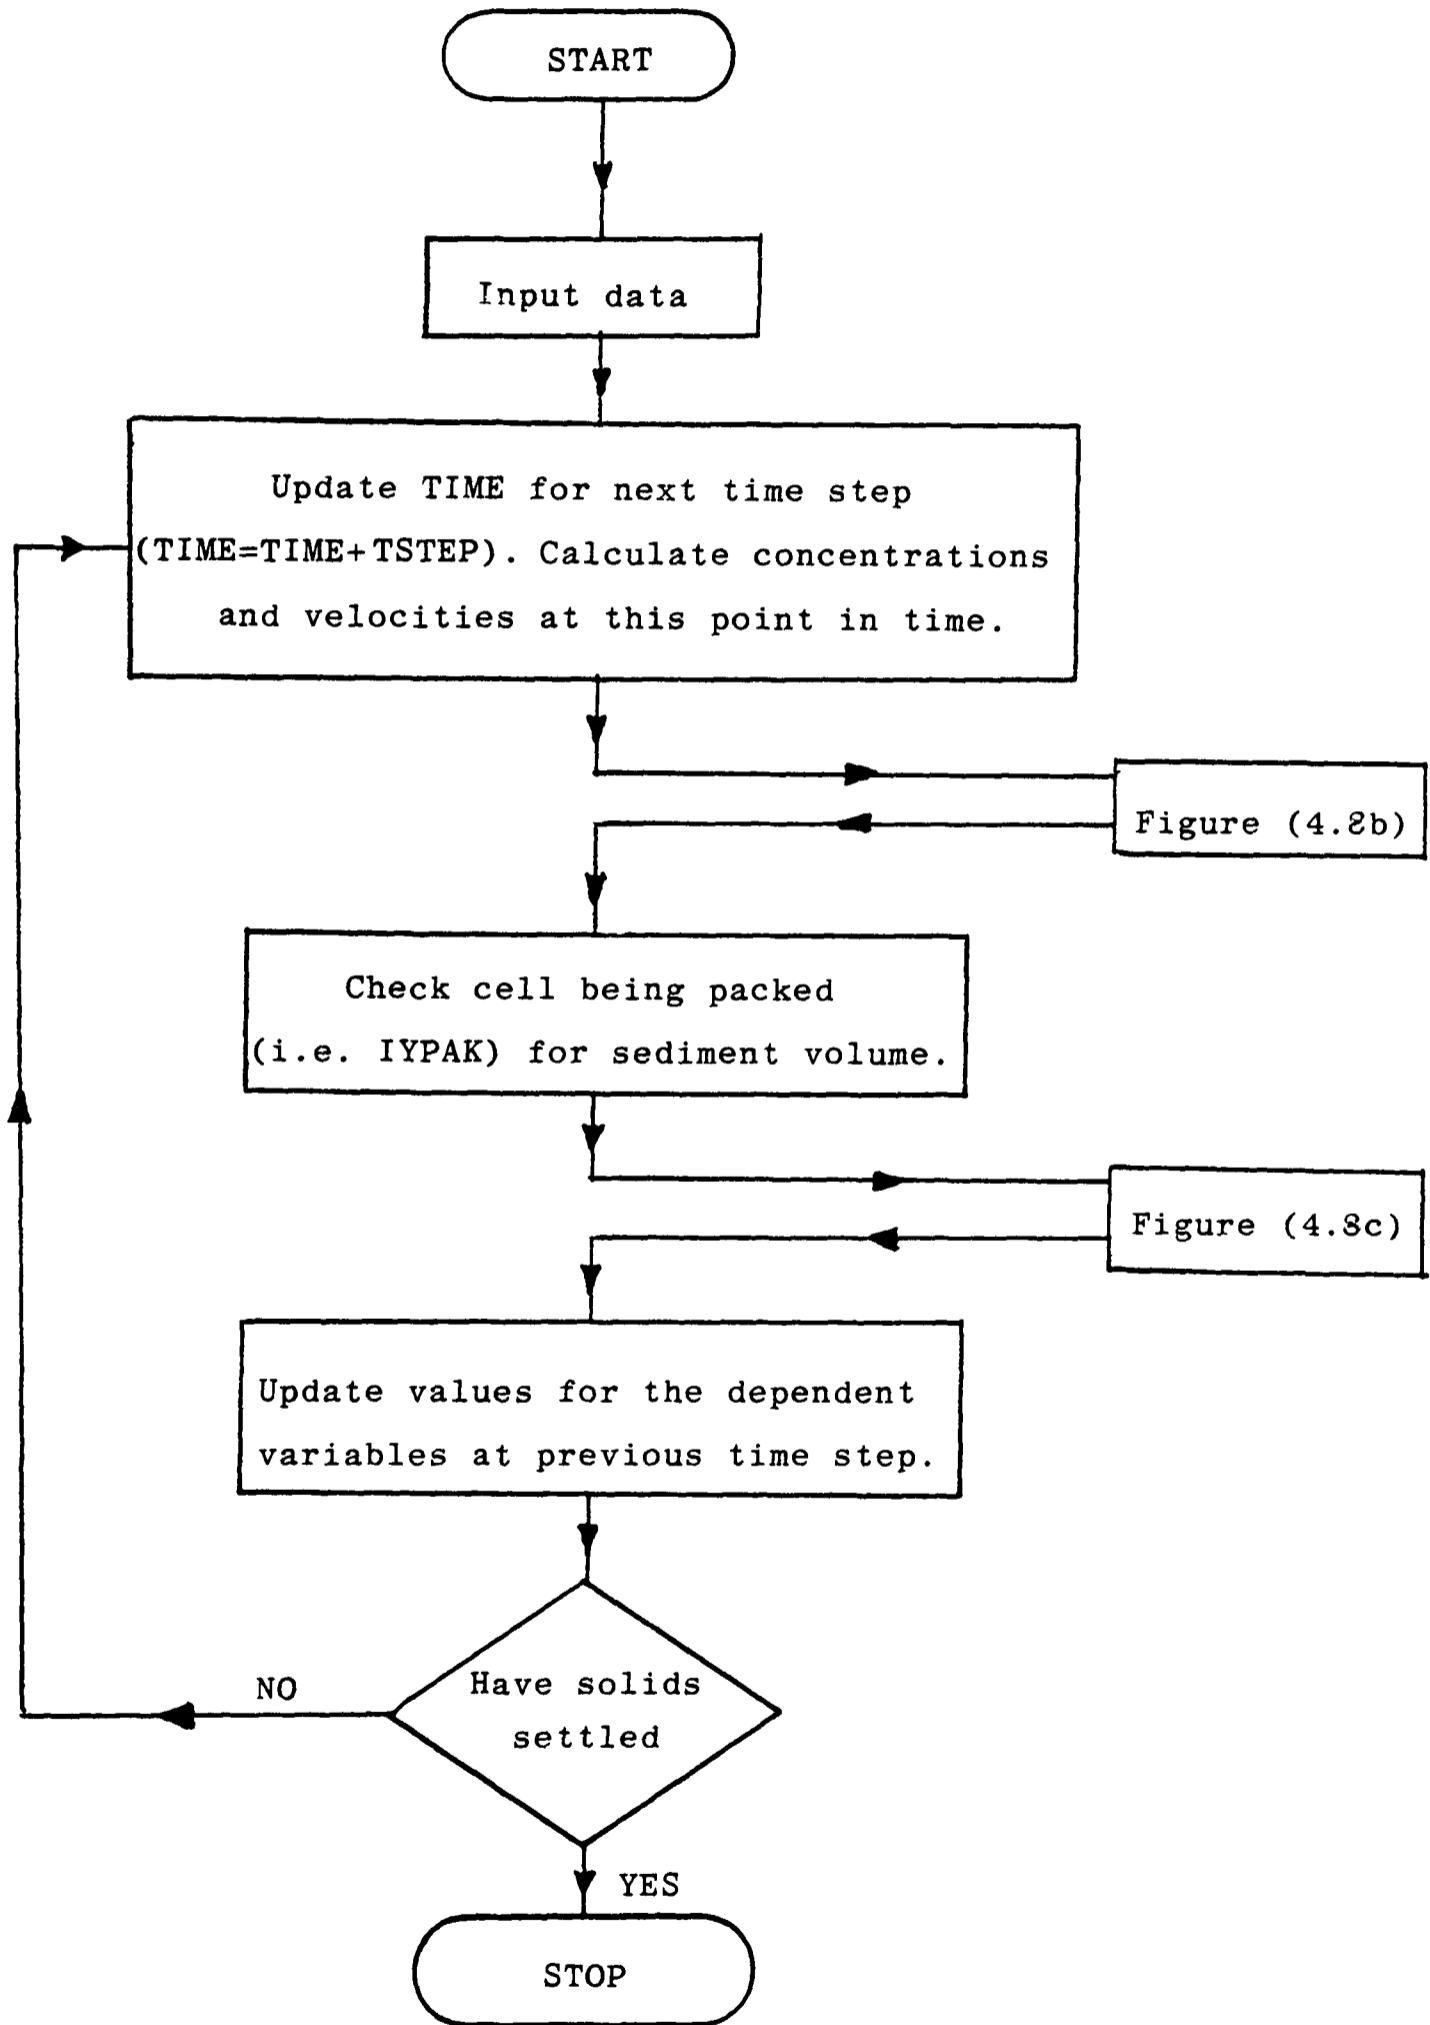 START
Input data
Update TIME for next time step
(TIME=TIME+TSTEP). Calculate concentrations
and velocities at this point in time.
Figure (4.8b)
Check cell being packed
(i.e. IYPAK) for sediment volume.
Figure (4.8c)
Update values for the dependent
variables at previous time step.
Have solids
settled
NO
YES
STOP